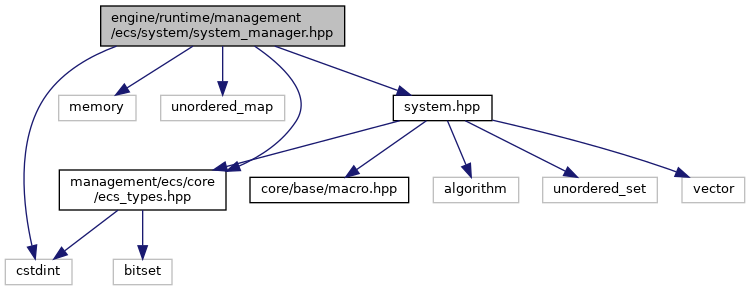 engine/runtime/management
/ecs/system/system_manager.hpp
memory
unordered_map
system.hpp
management/ecs/core
/ecs_types.hpp
core/base/macro.hpp
algorithm
unordered_set
vector
cstdint
bitset